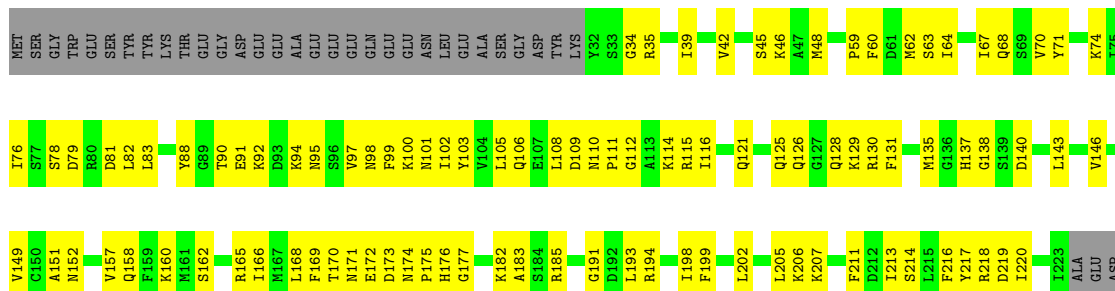 MET SER GLY TRP GLU SER TYR TYR LYS THR GLU GLY ASP GLU GLU ALA GLU GLU GLU GLN GLU GLU ASN LEU GLU ALA SER GLY ASP TYR LYS Y32 S33 G34 R35 I39 V42 S45 K46 A47 M48 P59 F60 D61 M62 S63 I64 I67 Q68 S69 V70 Y71 K74 I75
I76 S77 S78 D79 R80 D81 L82 L83 Y88 G89 T90 E91 K92 D93 K94 N95 S96 V97 N98 F99 K100 N101 I102 Y103 V104 L105 Q106 E107 L108 D109 N110 P111 G112 A113 K114 R115 I116 Q121 Q125 Q126 G127 Q128 K129 R130 F131 M135 G136 H137 G138 S139 D140 L143 V146
V149 C150 A151 N152 V157 Q158 F159 K160 M161 S162 R165 I166 M167 L168 F169 T170 N171 E172 D173 N174 P175 H176 G177 K182 A183 S184 R185 G191 D192 L193 R194 I198 F199 L202 L205 K206 K207 F211 D212 I213 S214 L215 F216 Y217 R218 D219 I220 I223 ALA GLU ASP